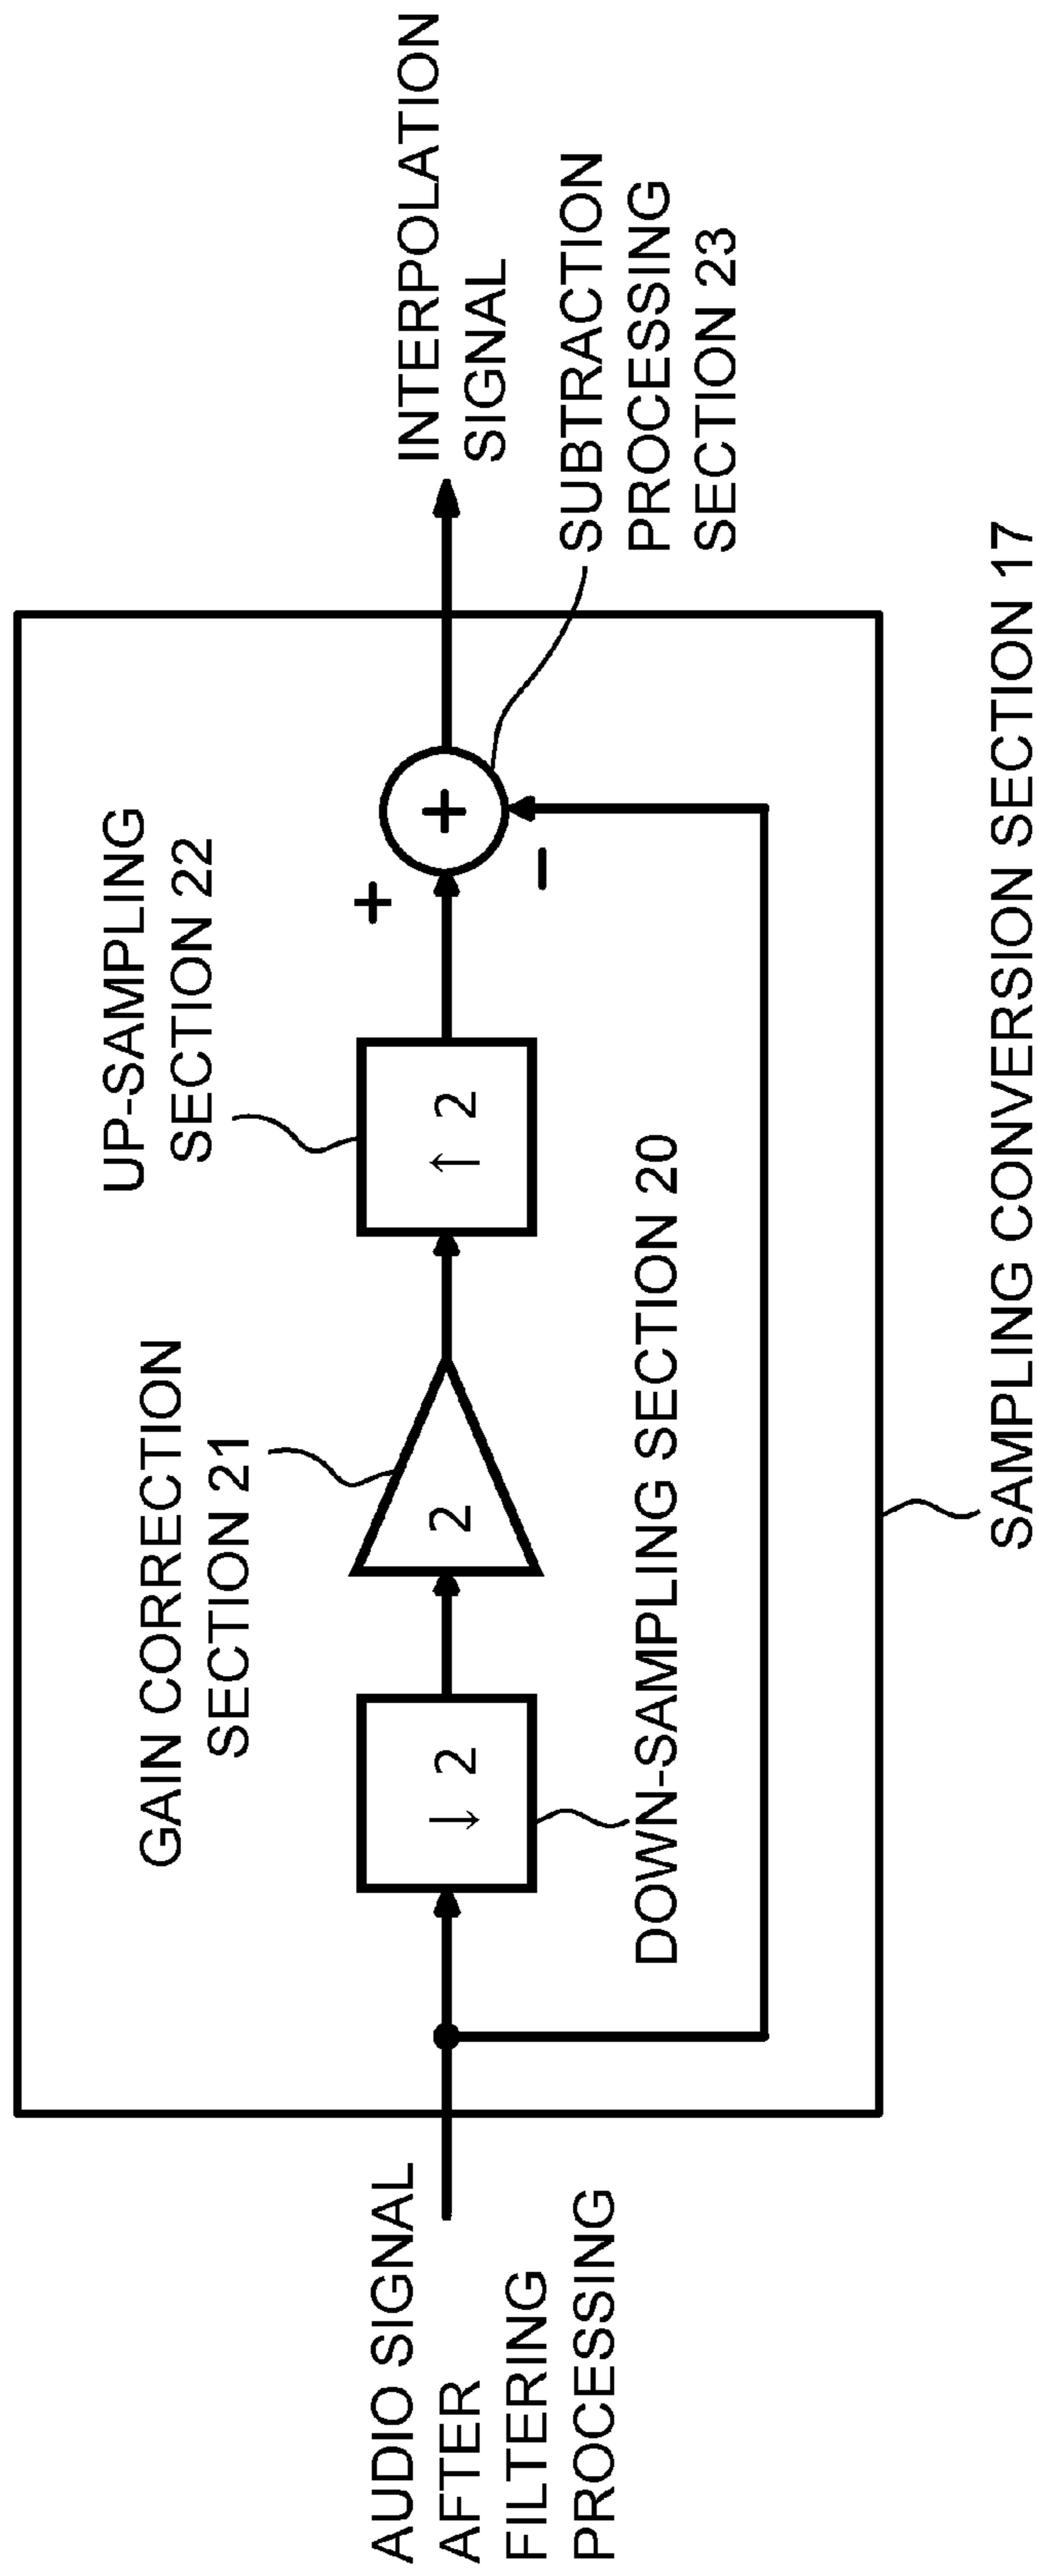 AUDIO SIGNAL
AFTER
FILTERING
PROCESSING
↓ 2
DOWN-SAMPLING SECTION 20
GAIN CORRECTION
SECTION 21
2
UP-SAMPLING
SECTION 22
↑ 2
+
−
+
SUBTRACTION
PROCESSING
SECTION 23
INTERPOLATION
SIGNAL
SAMPLING CONVERSION SECTION 17